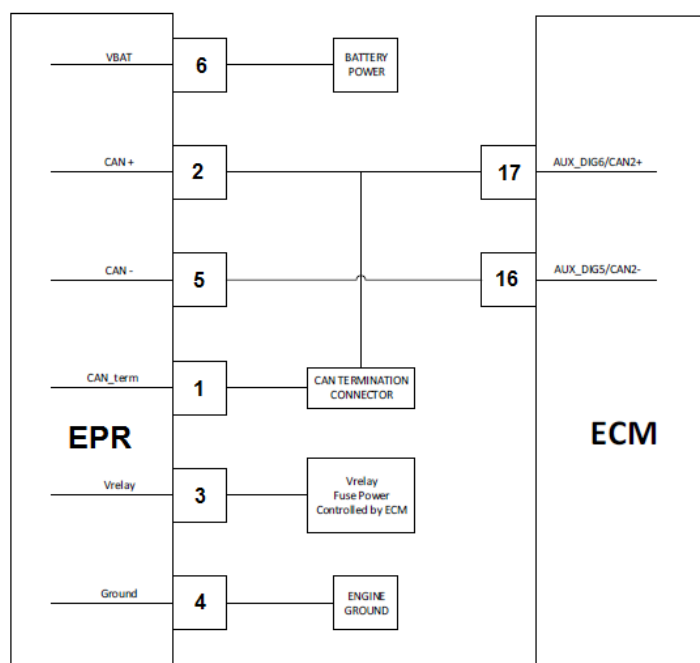 VBAT
6
BATTERY
POWER
CAN +
2
17
AUX_DIG6/CAN2+
CAN -
5
16
AUX_DIG5/CAN2-
CAN_term
1
CAN TERMINATION
CONNECTOR
EPR
ECM
Vrelay
3
Vrelay
Fuse Power
Controlled by ECM
Ground
4
ENGINE
GROUND